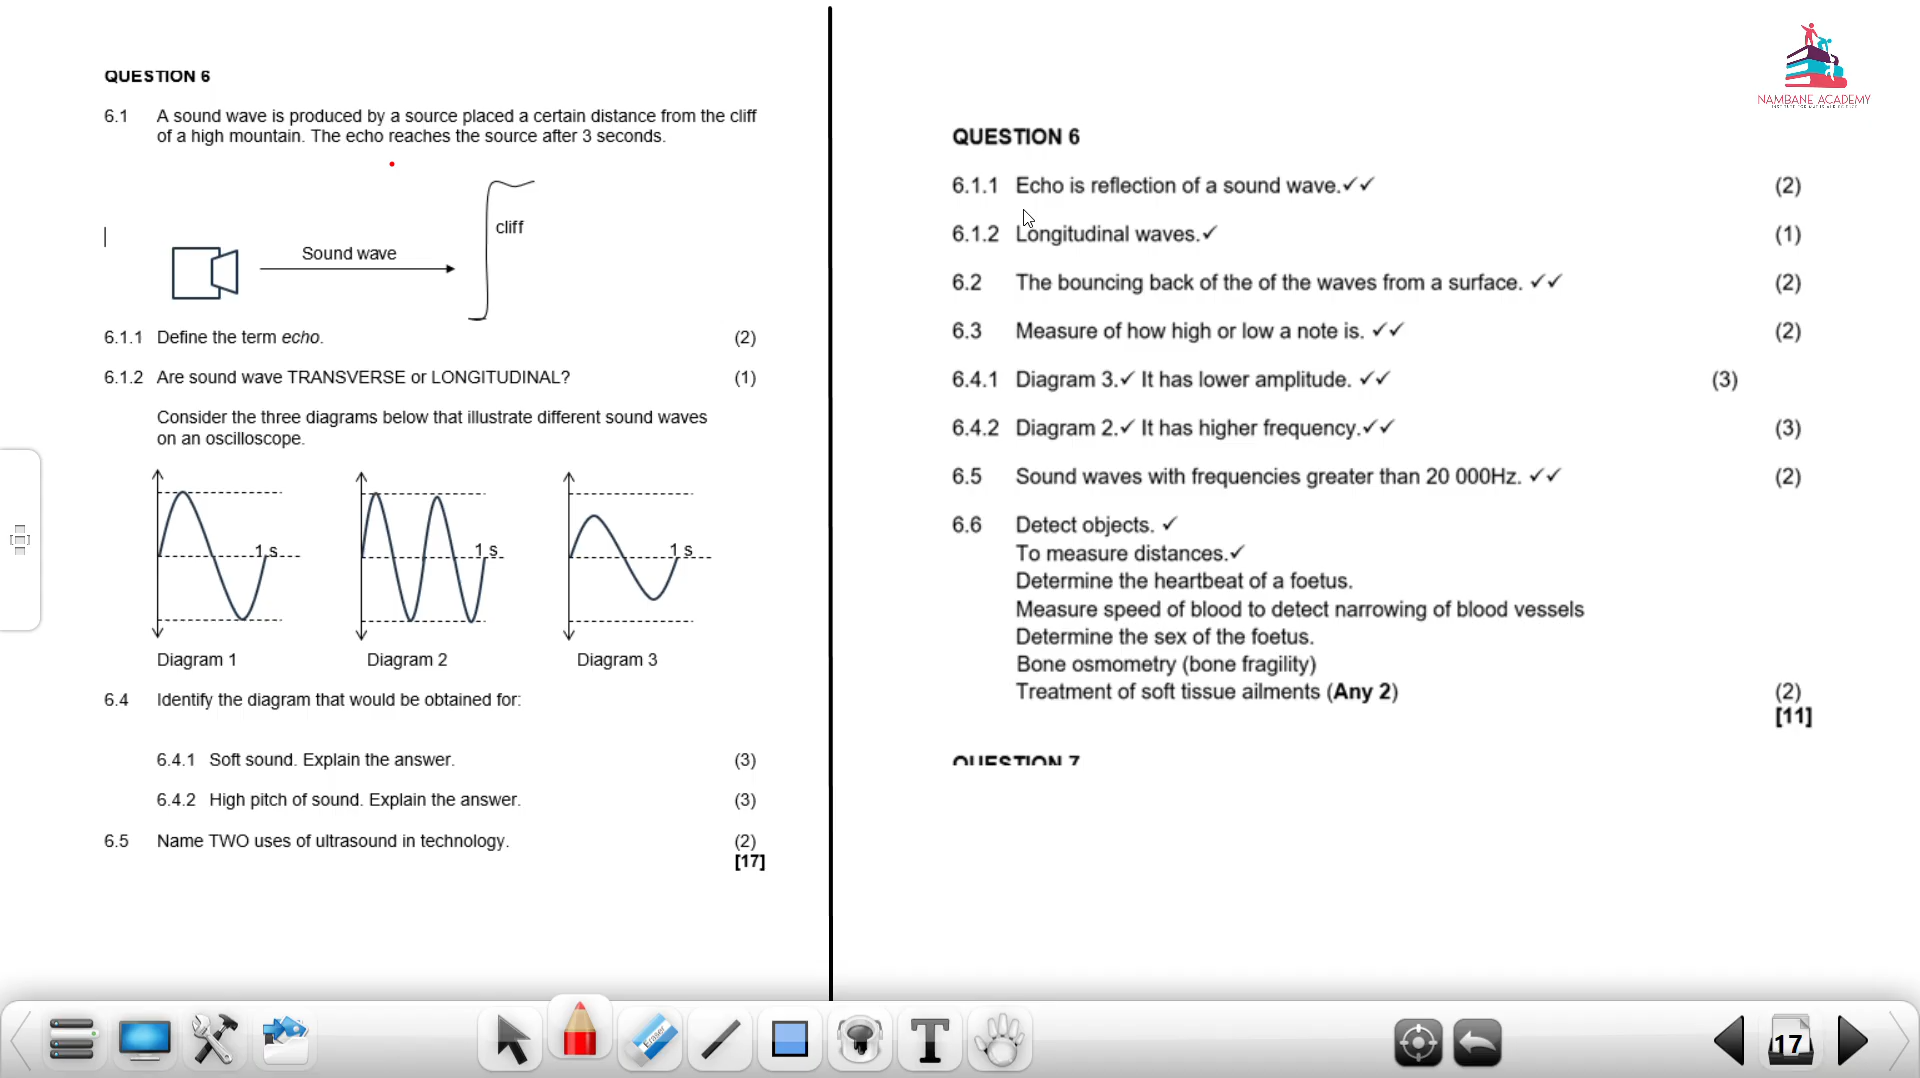 QUESTION 6
6.1 A sound wave is produced by a source placed a certain distance from the cliff
of a high mountain. The echo reaches the source after 3 seconds.
cliff
Sound wave
6.1.1 Define the term echo. (2)
6.1.2 Are sound wave TRANSVERSE or LONGITUDINAL? (1)
Consider the three diagrams below that illustrate different sound waves
on an oscilloscope.
1 s 1 s 1 s
Diagram 1 Diagram 2 Diagram 3
6.4 Identify the diagram that would be obtained for:
6.4.1 Soft sound. Explain the answer. (3)
6.4.2 High pitch of sound. Explain the answer. (3)
6.5 Name TWO uses of ultrasound in technology. (2)
[17]
NAMBANE ACADEMY
QUESTION 6
6.1.1 Echo is reflection of a sound wave.✓✓ (2)
6.1.2 Longitudinal waves.✓ (1)
6.2 The bouncing back of the of the waves from a surface. ✓✓ (2)
6.3 Measure of how high or low a note is. ✓✓ (2)
6.4.1 Diagram 3.✓ It has lower amplitude. ✓✓ (3)
6.4.2 Diagram 2.✓ It has higher frequency.✓✓ (3)
6.5 Sound waves with frequencies greater than 20 000Hz. ✓✓ (2)
6.6 Detect objects. ✓
To measure distances.✓
Determine the heartbeat of a foetus.
Measure speed of blood to detect narrowing of blood vessels
Determine the sex of the foetus.
Bone osmometry (bone fragility)
Treatment of soft tissue ailments (Any 2) (2)
[11]
QUESTION 7
Eraser
T
17